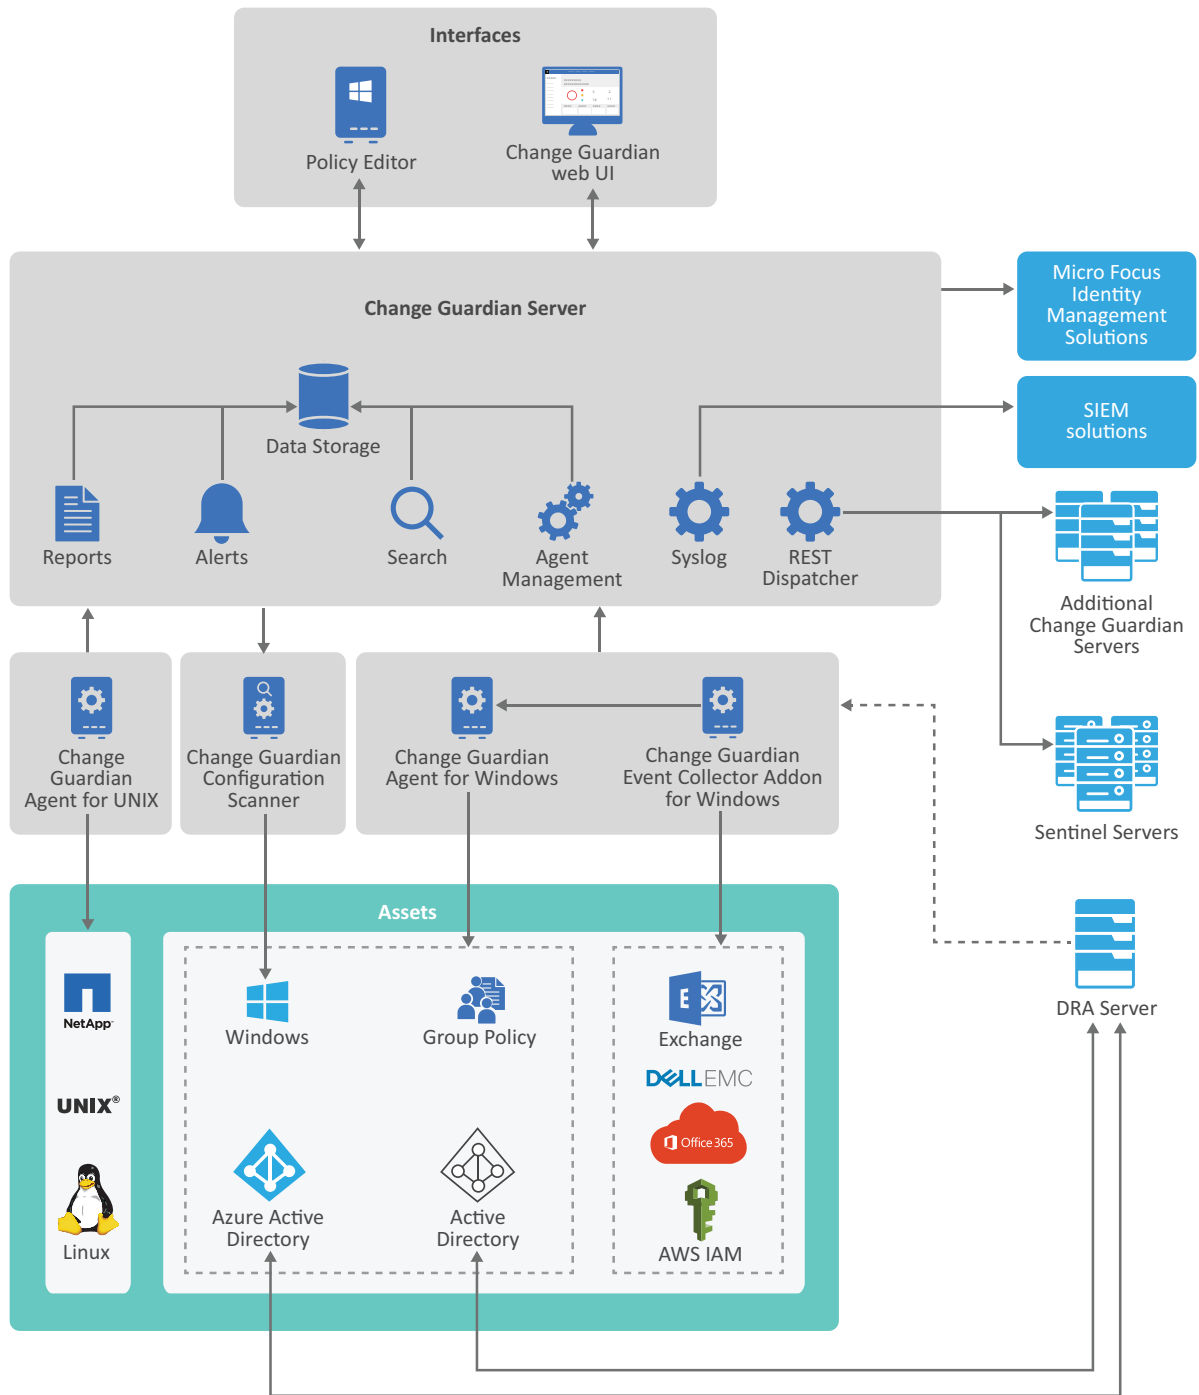 Interfaces
Policy Editor
Change Guardian
web UI
Change Guardian Server
Micro Focus
Identity
Management
Solutions
SIEM
solutions
Data Storage
Reports
Alerts
Search
Agent
Management
Syslog
REST
Dispatcher
Additional
Change Guardian
Servers
Change
Guardian
Agent for UNIX
Change Guardian
Configuration
Scanner
Change Guardian
Agent for Windows
Change Guardian
Event Collector Addon
for Windows
Sentinel Servers
Assets
NetApp
Windows
Group Policy
E
Exchange
DRA Server
DELL EMC
UNIX®
Office 365
Linux
Azure Active
Directory
Active
Directory
AWS IAM